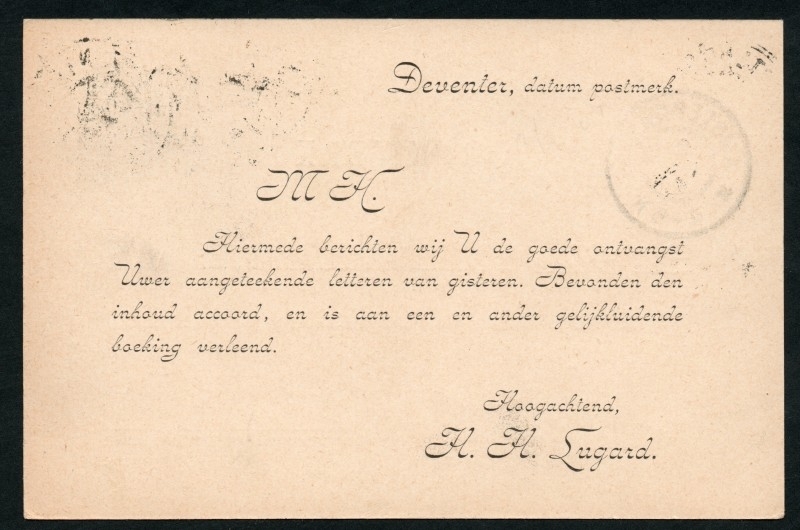 Deventer, datum postmerk.
M H.
Hiermede berichten wij U de goede ontvangst
Uwer aangeteekende letteren van gisteren. Bevonden den
inhoud accoord, en is aan een en ander gelijkluidende
boeking verleend.
Hoogachtend,
H. H. Lugard.